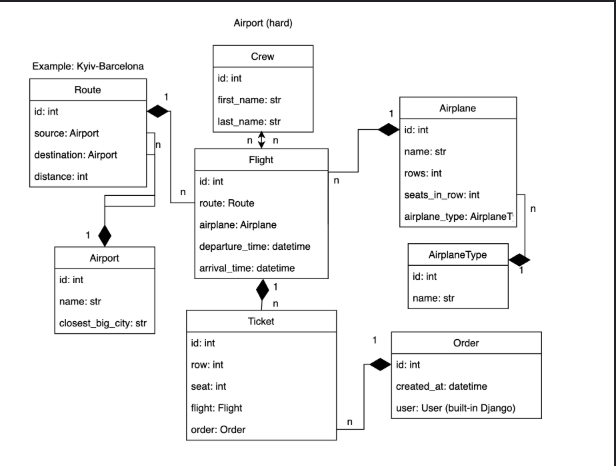 Airport (hard)
Example: Kyiv-Barcelona
Crew
id: int
first_name: str
last_name: str
Route
id: int
source: Airport
destination: Airport
distance: int
1
n
n
n
n
Flight
id: int
route: Route
airplane: Airplane
departure_time: datetime
arrival_time: datetime
1
n
Airplane
id: int
name: str
rows: int
seats_in_row: int
airplane_type: AirplaneT
1
n
n
AirplaneType
id: int
name: str
1
Airport
id: int
name: str
closest_big_city: str
1
Ticket
id: int
row: int
seat: int
flight: Flight
order: Order
n
1
Order
id: int
created_at: datetime
user: User (built-in Django)